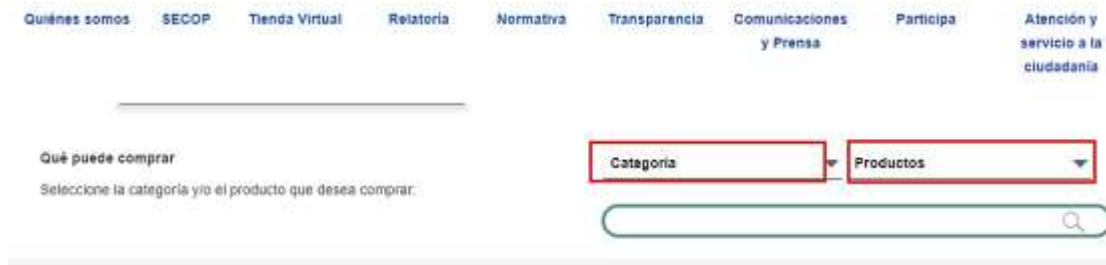 Quiénes somos SECOP Tienda Virtual Relatoría Normativa Transparencia Comunicaciones y Prensa Participa Atención y servicio a la ciudadanía
Qué puede comprar
Seleccione la categoría y/o el producto que desea comprar:
Categoría
Productos